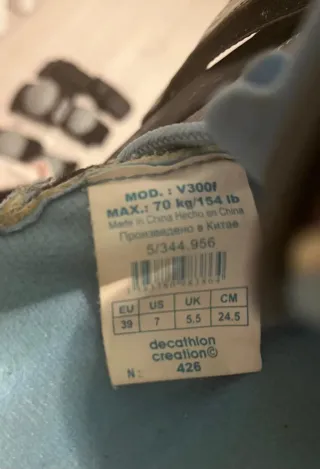 MOD. : V300f
MAX.: 70 kg/154 lb
Made in China Hecho en China
Произведено в Китае
5/344.956
EU US UK CM
39 7 5.5 24.5
decathlon
creation©
N: 426